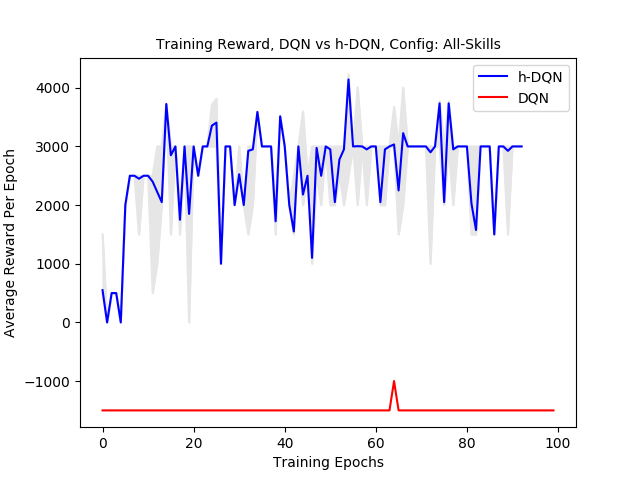 Training Reward, DQN vs h-DQN, Config: All-Skills
h-DQN
DQN
4000
3000
2000
1000
0
−1000
Average Reward Per Epoch
0 20 40 60 80 100
Training Epochs